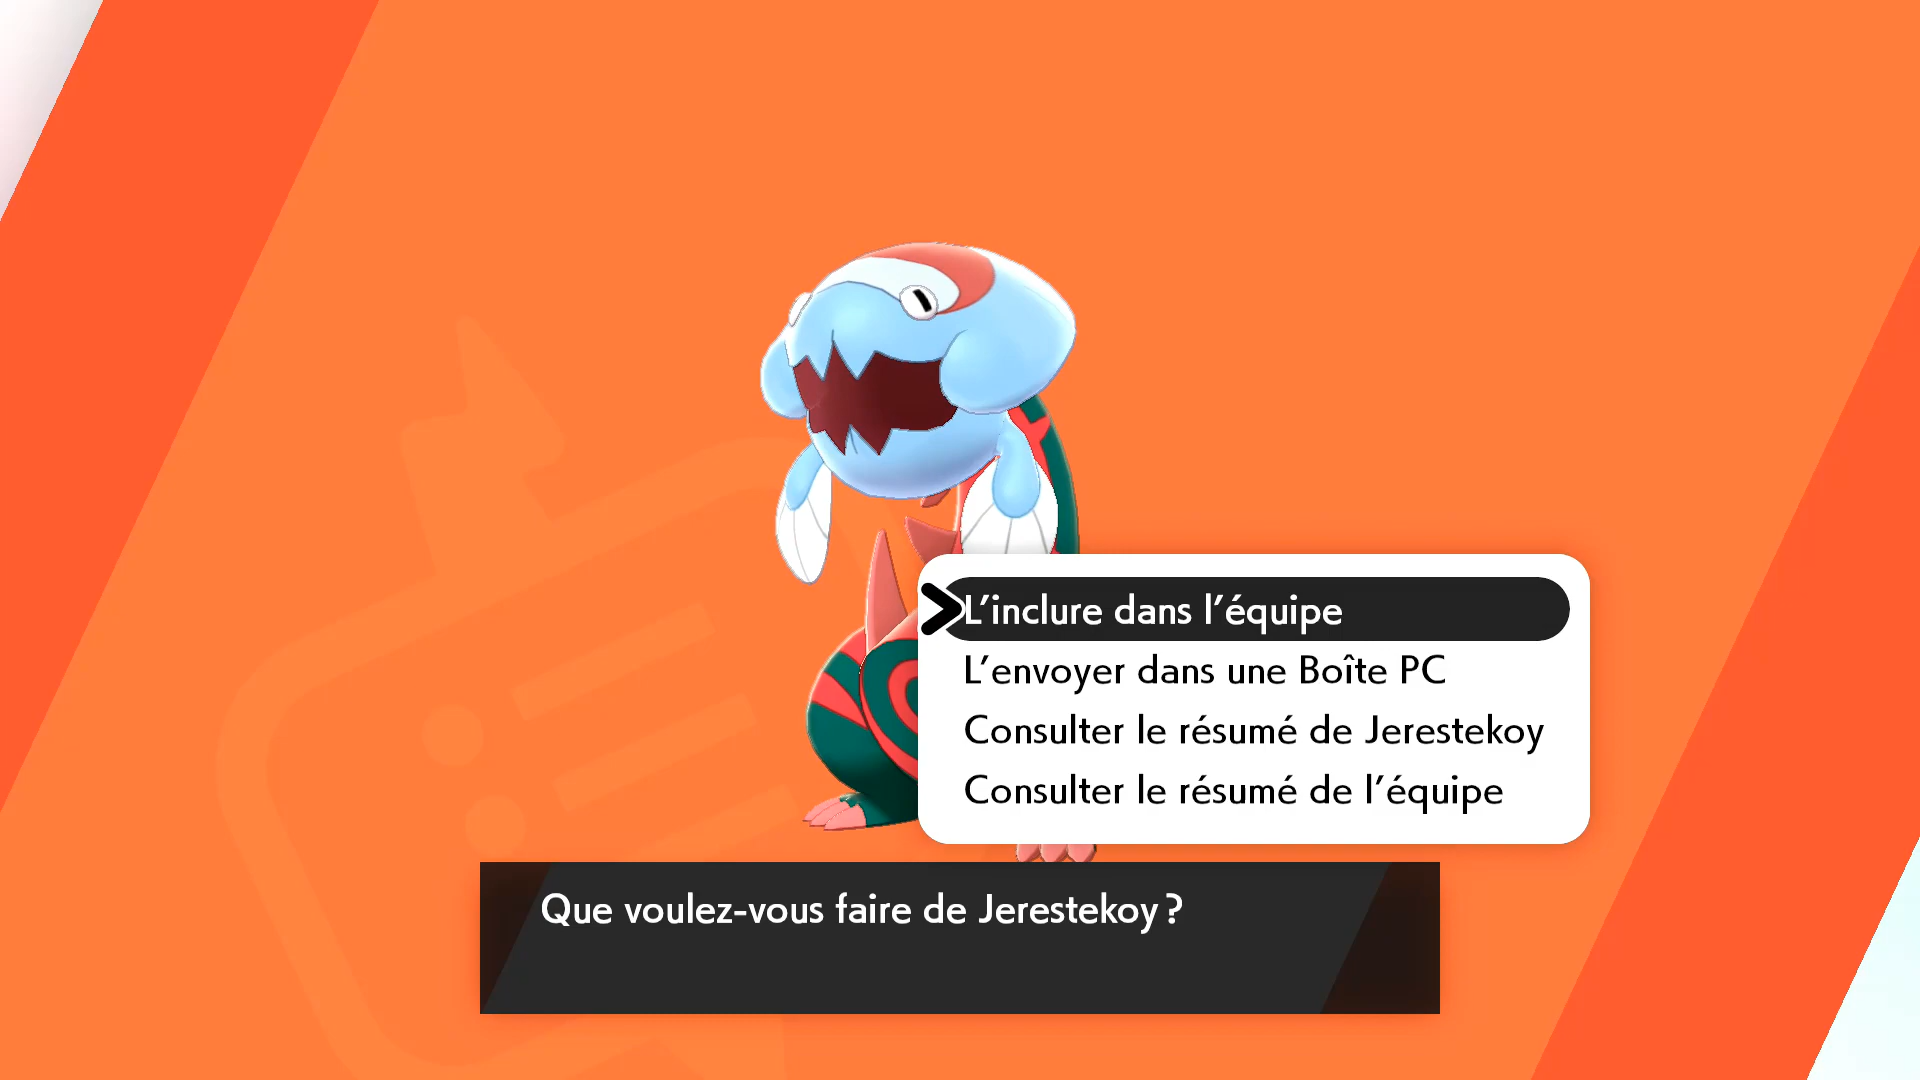 L'inclure dans l'équipe
L'envoyer dans une Boîte PC
Consulter le résumé de Jerestekoy
Consulter le résumé de l'équipe
Que voulez-vous faire de Jerestekoy ?